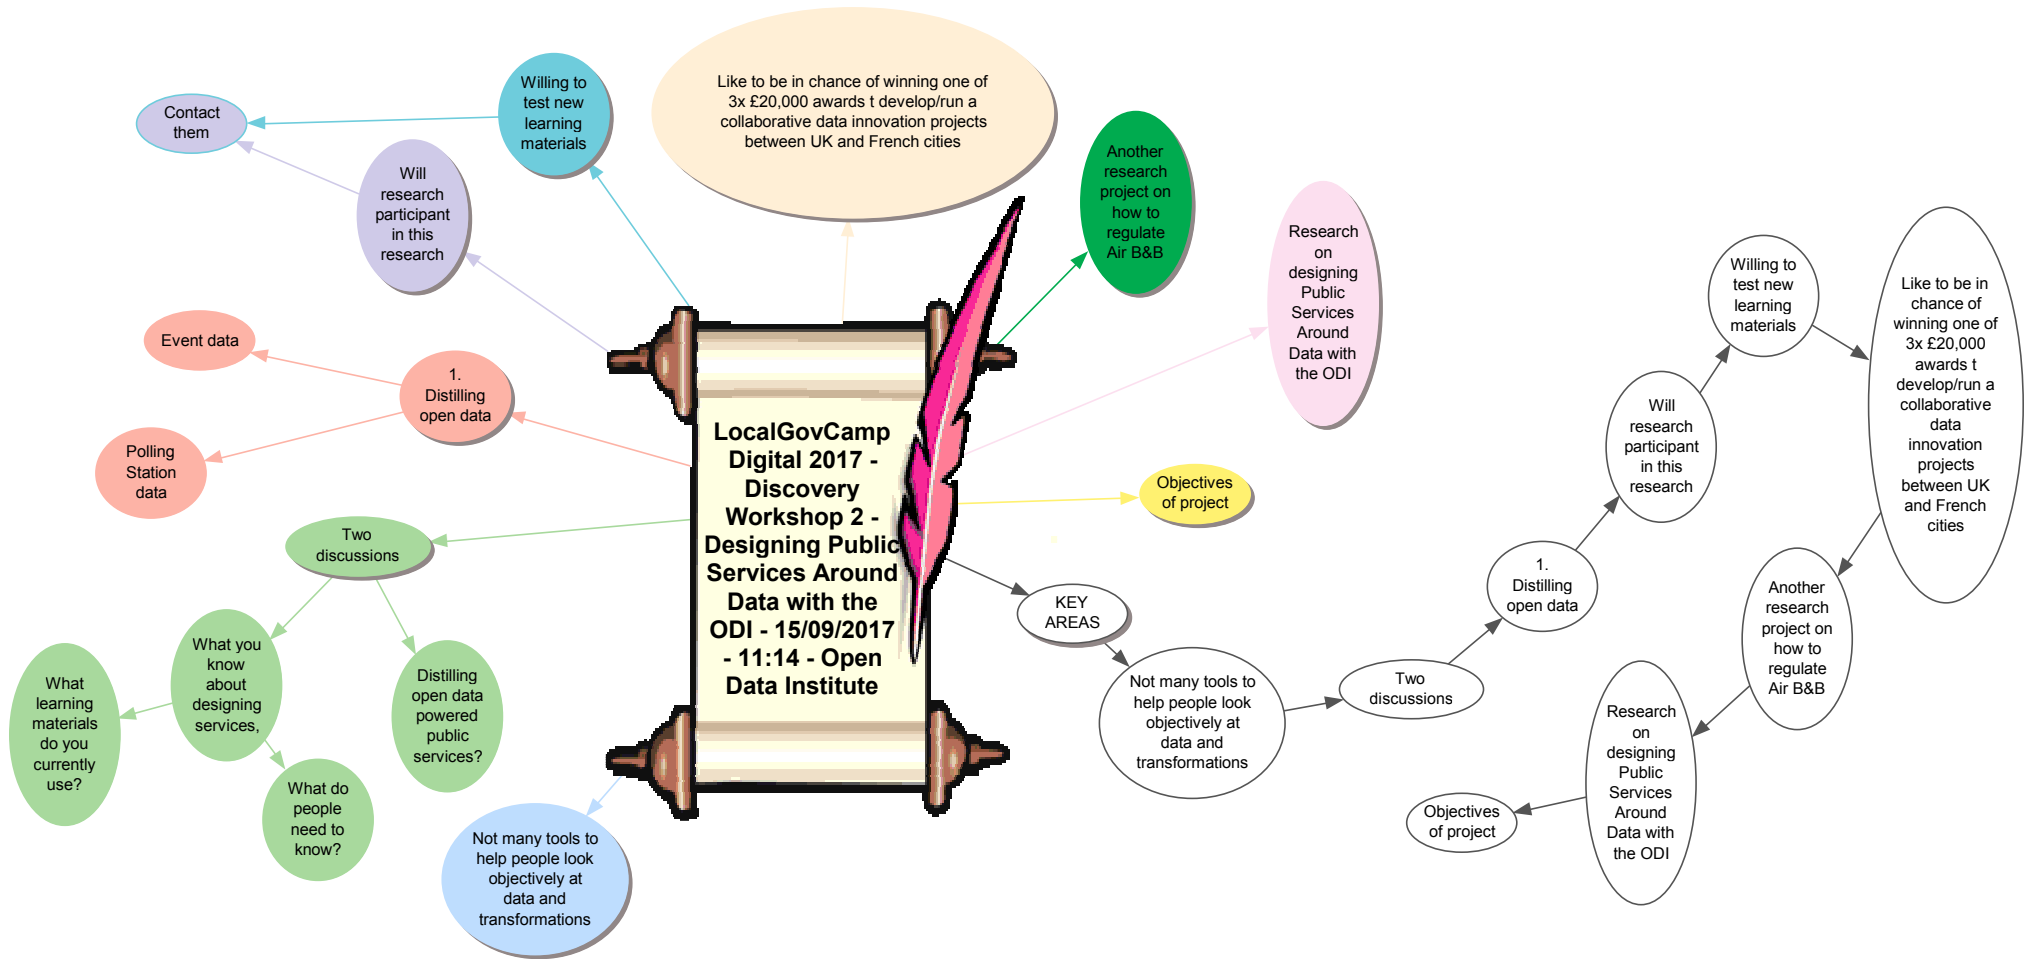 Contact
them
Willing to
test new
learning
materials
Will
research
participant
in this
research
Like to be in chance of winning one of
3x £20,000 awards t develop/run a
collaborative data innovation projects
between UK and French cities
Another
research
project on
how to
regulate
Air B&B
Research
on
designing
Public
Services
Around
Data with
the ODI
Event data
1.
Distilling
open data
Polling
Station
data
Two
discussions
What you
know
about
designing
services,
What
learning
materials
do you
currently
use?
What do
people
need to
know?
Distilling
open data
powered
public
services?
Not many tools to
help people look
objectively at
data and
transformations
LocalGovCamp
Digital 2017 -
Discovery
Workshop 2 -
Designing Public
Services Around
Data with the
ODI - 15/09/2017
- 11:14 - Open
Data Institute
Objectives
of project
KEY
AREAS
Not many tools to
help people look
objectively at
data and
transformations
Two
discussions
1.
Distilling
open data
Will
research
participant
in this
research
Willing to
test new
learning
materials
Like to be in
chance of
winning one of
3x £20,000
awards t
develop/run a
collaborative
data
innovation
projects
between UK
and French
cities
Another
research
project on
how to
regulate
Air B&B
Research
on
designing
Public
Services
Around
Data with
the ODI
Objectives
of project